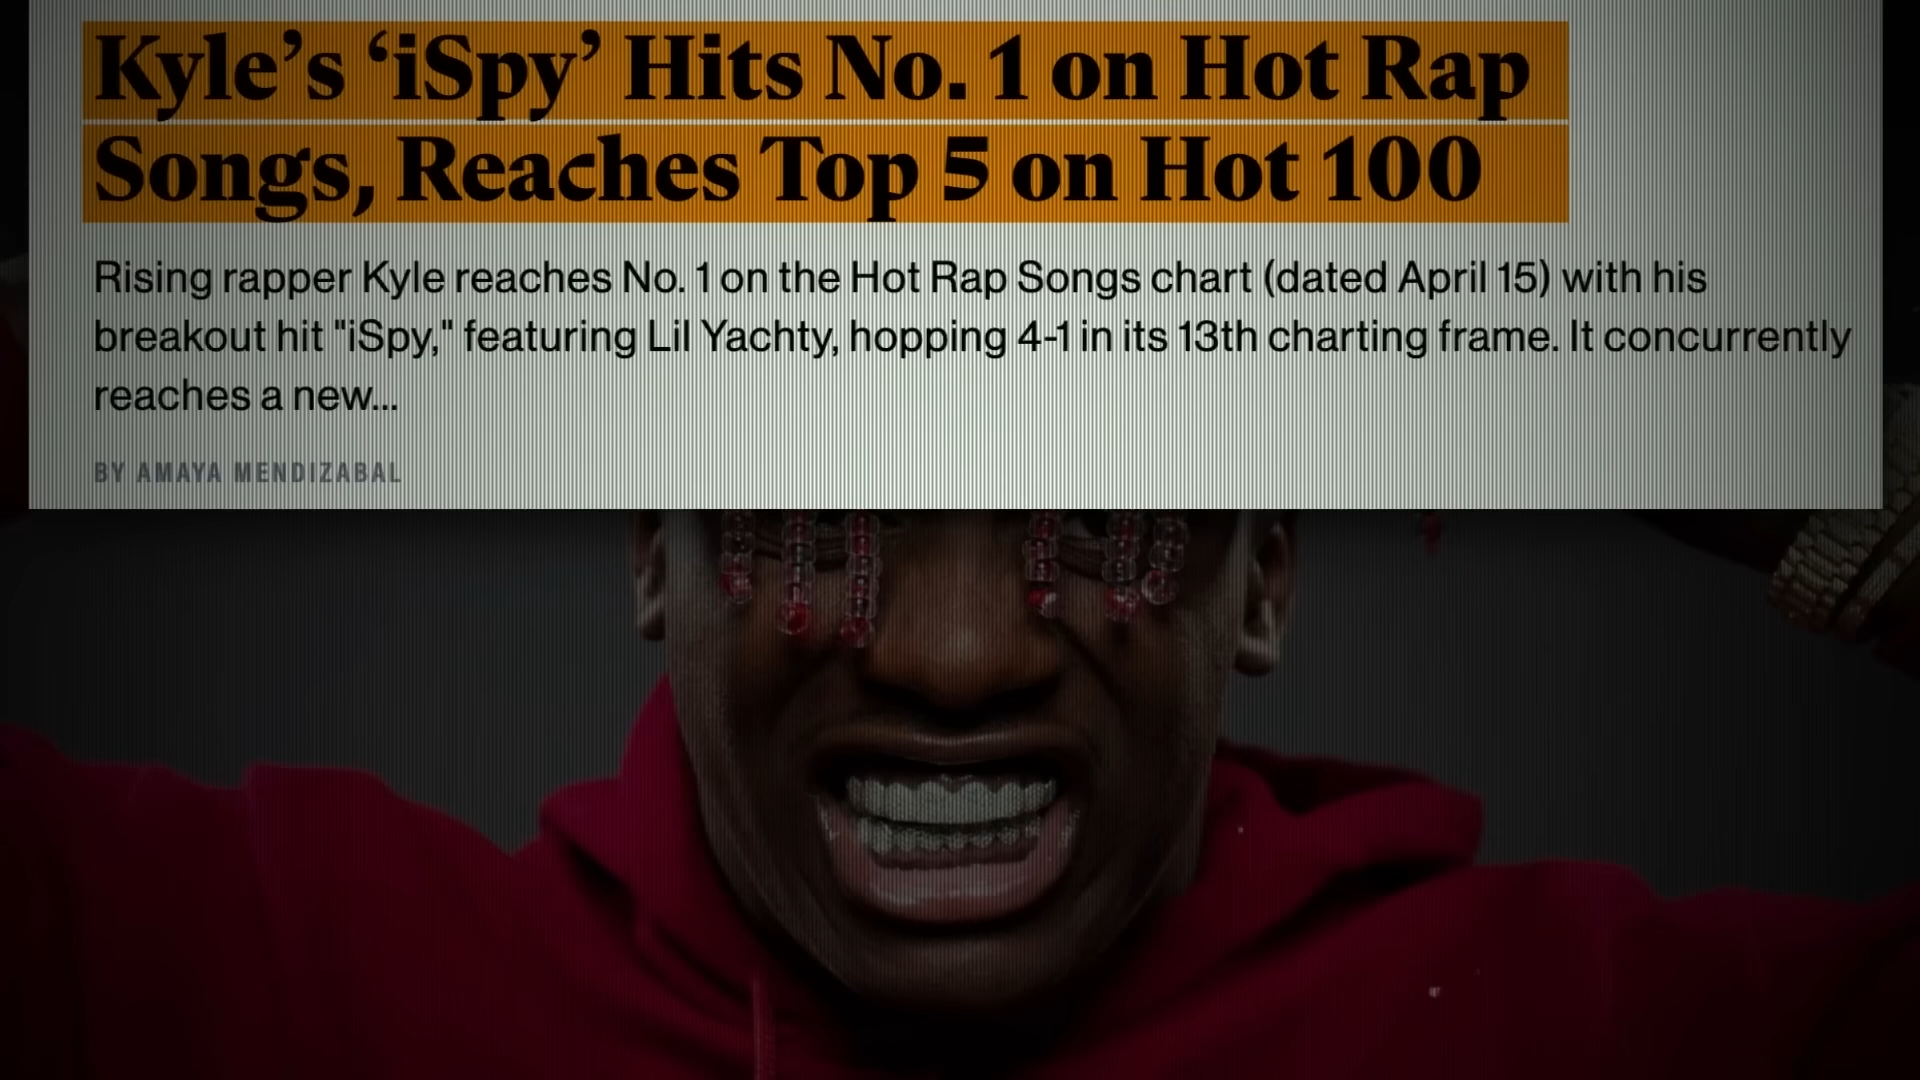 Kyle’s ‘iSpy’ Hits No. 1 on Hot Rap
Songs, Reaches Top 5 on Hot 100
Rising rapper Kyle reaches No. 1 on the Hot Rap Songs chart (dated April 15) with his
breakout hit "iSpy," featuring Lil Yachty, hopping 4-1 in its 13th charting frame. It concurrently
reaches a new...
BY AMAYA MENDIZABAL